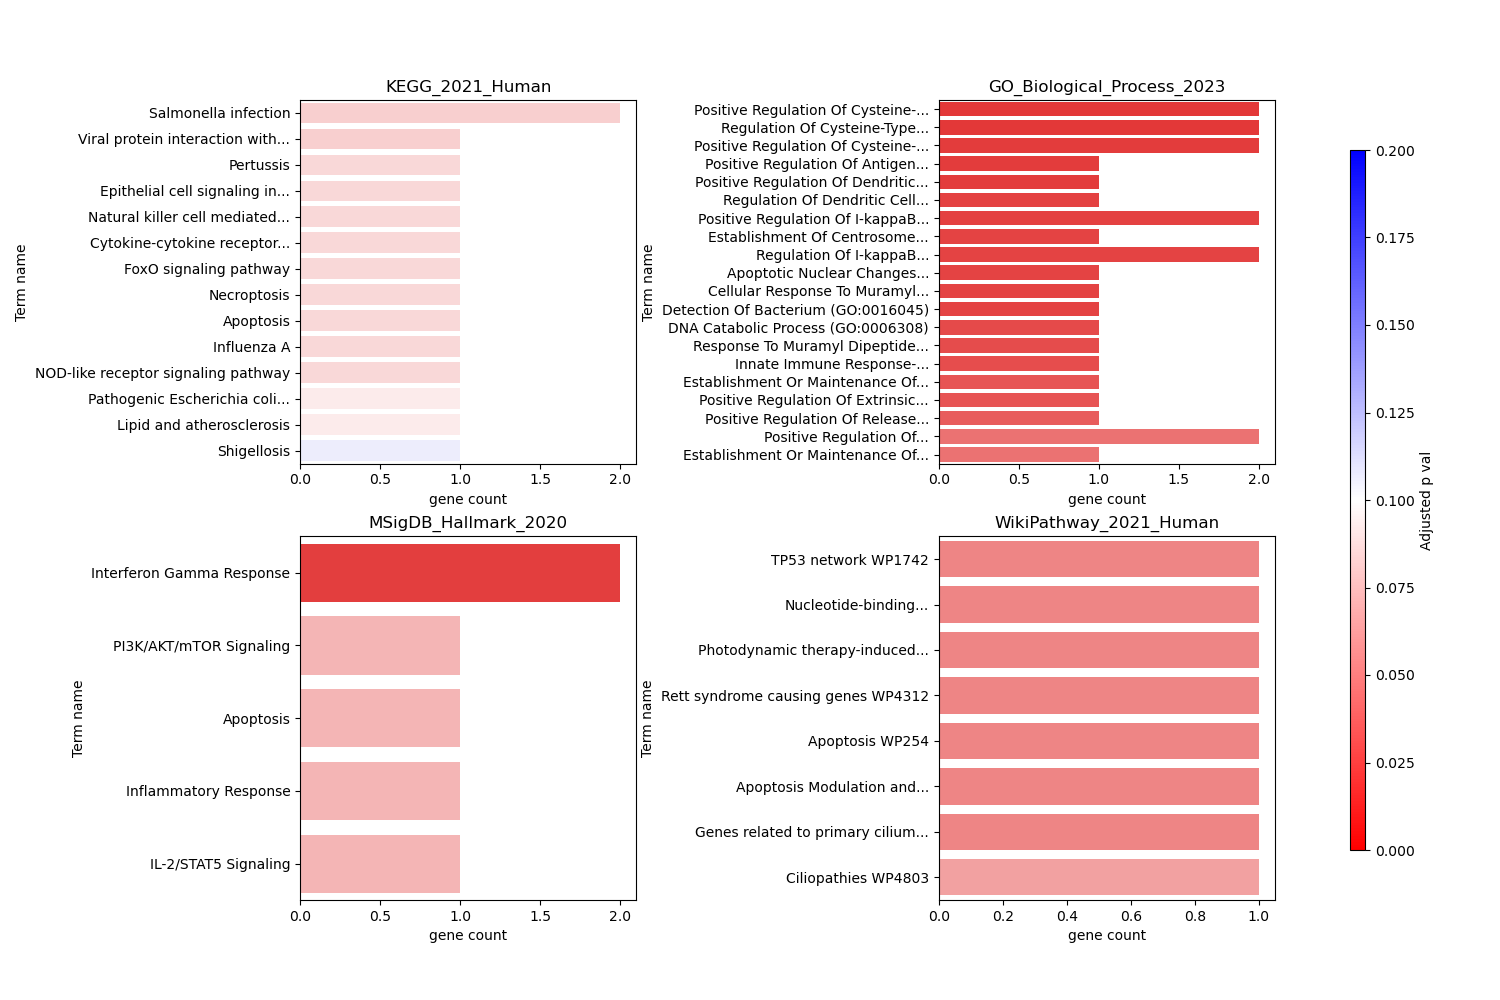 KEGG_2021_Human
Term name
Salmonella infection
Viral protein interaction with...
Pertussis
Epithelial cell signaling in...
Natural killer cell mediated...
Cytokine-cytokine receptor...
FoxO signaling pathway
Necroptosis
Apoptosis
Influenza A
NOD-like receptor signaling pathway
Pathogenic Escherichia coli...
Lipid and atherosclerosis
Shigellosis
0.0 0.5 1.0 1.5 2.0
gene count
GO_Biological_Process_2023
Term name
Positive Regulation Of Cysteine-...
Regulation Of Cysteine-Type...
Positive Regulation Of Cysteine-...
Positive Regulation Of Antigen...
Positive Regulation Of Dendritic...
Regulation Of Dendritic Cell...
Positive Regulation Of I-kappaB...
Establishment Of Centrosome...
Regulation Of I-kappaB...
Apoptotic Nuclear Changes...
Cellular Response To Muramyl...
Detection Of Bacterium (GO:0016045)
DNA Catabolic Process (GO:0006308)
Response To Muramyl Dipeptide...
Innate Immune Response-...
Establishment Or Maintenance Of...
Positive Regulation Of Extrinsic...
Positive Regulation Of Release...
Positive Regulation Of...
Establishment Or Maintenance Of...
0.0 0.5 1.0 1.5 2.0
gene count
MSigDB_Hallmark_2020
Term name
Interferon Gamma Response
PI3K/AKT/mTOR Signaling
Apoptosis
Inflammatory Response
IL-2/STAT5 Signaling
0.0 0.5 1.0 1.5 2.0
gene count
WikiPathway_2021_Human
Term name
TP53 network WP1742
Nucleotide-binding...
Photodynamic therapy-induced...
Rett syndrome causing genes WP4312
Apoptosis WP254
Apoptosis Modulation and...
Genes related to primary cilium...
Ciliopathies WP4803
0.0 0.2 0.4 0.6 0.8 1.0
gene count
0.200
0.175
0.150
0.125
0.100
0.075
0.050
0.025
0.000
Adjusted p val